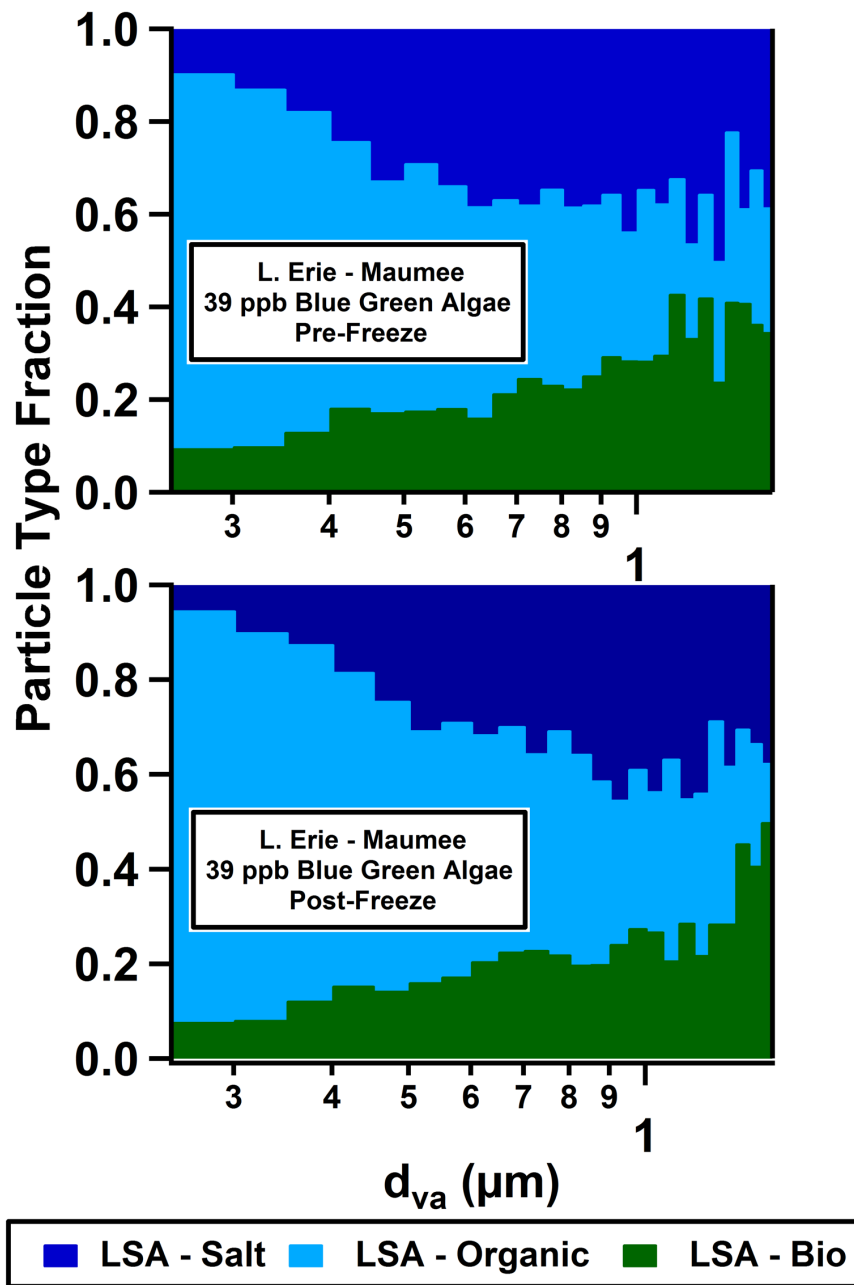 Particle Type Fraction
1.0
0.8
0.6
0.4
0.2
0.0
L. Erie - Maumee
39 ppb Blue Green Algae
Pre-Freeze
3 4 5 6 7 8 9
1
1.0
0.8
0.6
0.4
0.2
0.0
L. Erie - Maumee
39 ppb Blue Green Algae
Post-Freeze
3 4 5 6 7 8 9
1
dva (µm)
LSA - Salt LSA - Organic LSA - Bio